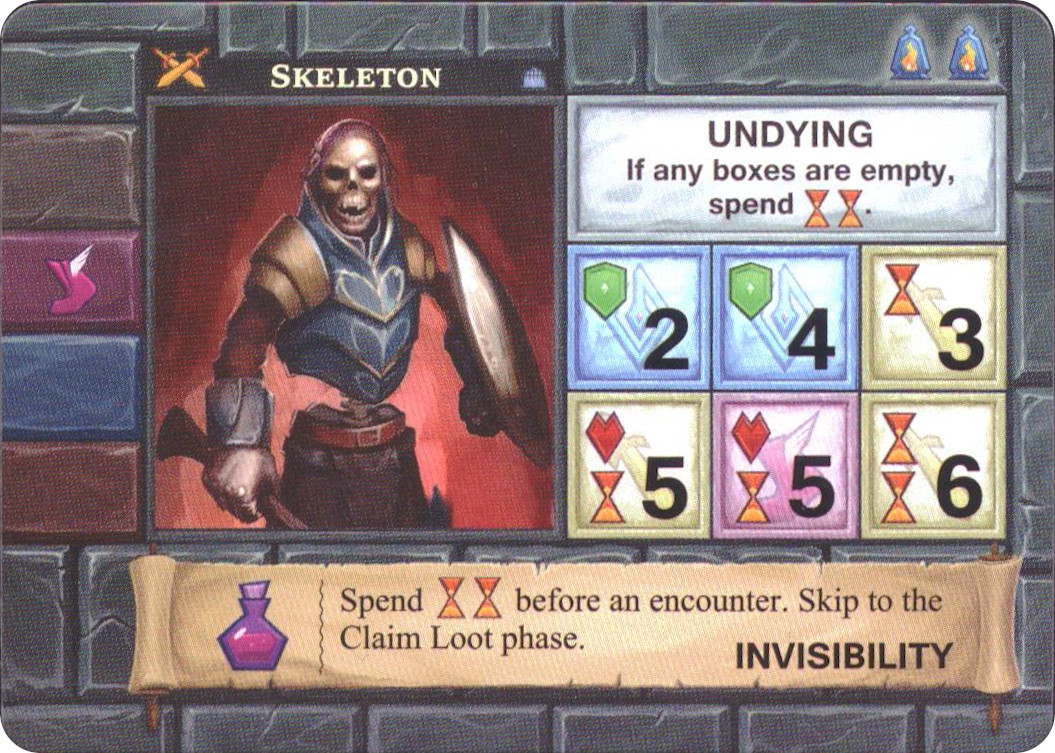 SKELETON
UNDYING
If any boxes are empty,
spend .
2 4 3
5 5 6
Spend before an encounter. Skip to the
Claim Loot phase.
INVISIBILITY